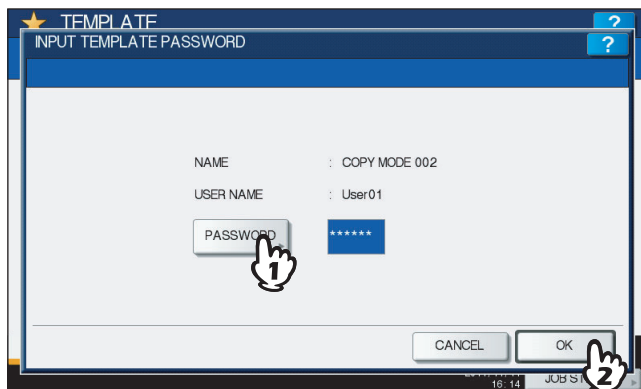 TEMPLATE ?
INPUT TEMPLATE PASSWORD ?
NAME : COPY MODE 002
USER NAME : User01
PASSWORD ******
1
CANCEL OK
2
16:14 JOB ST